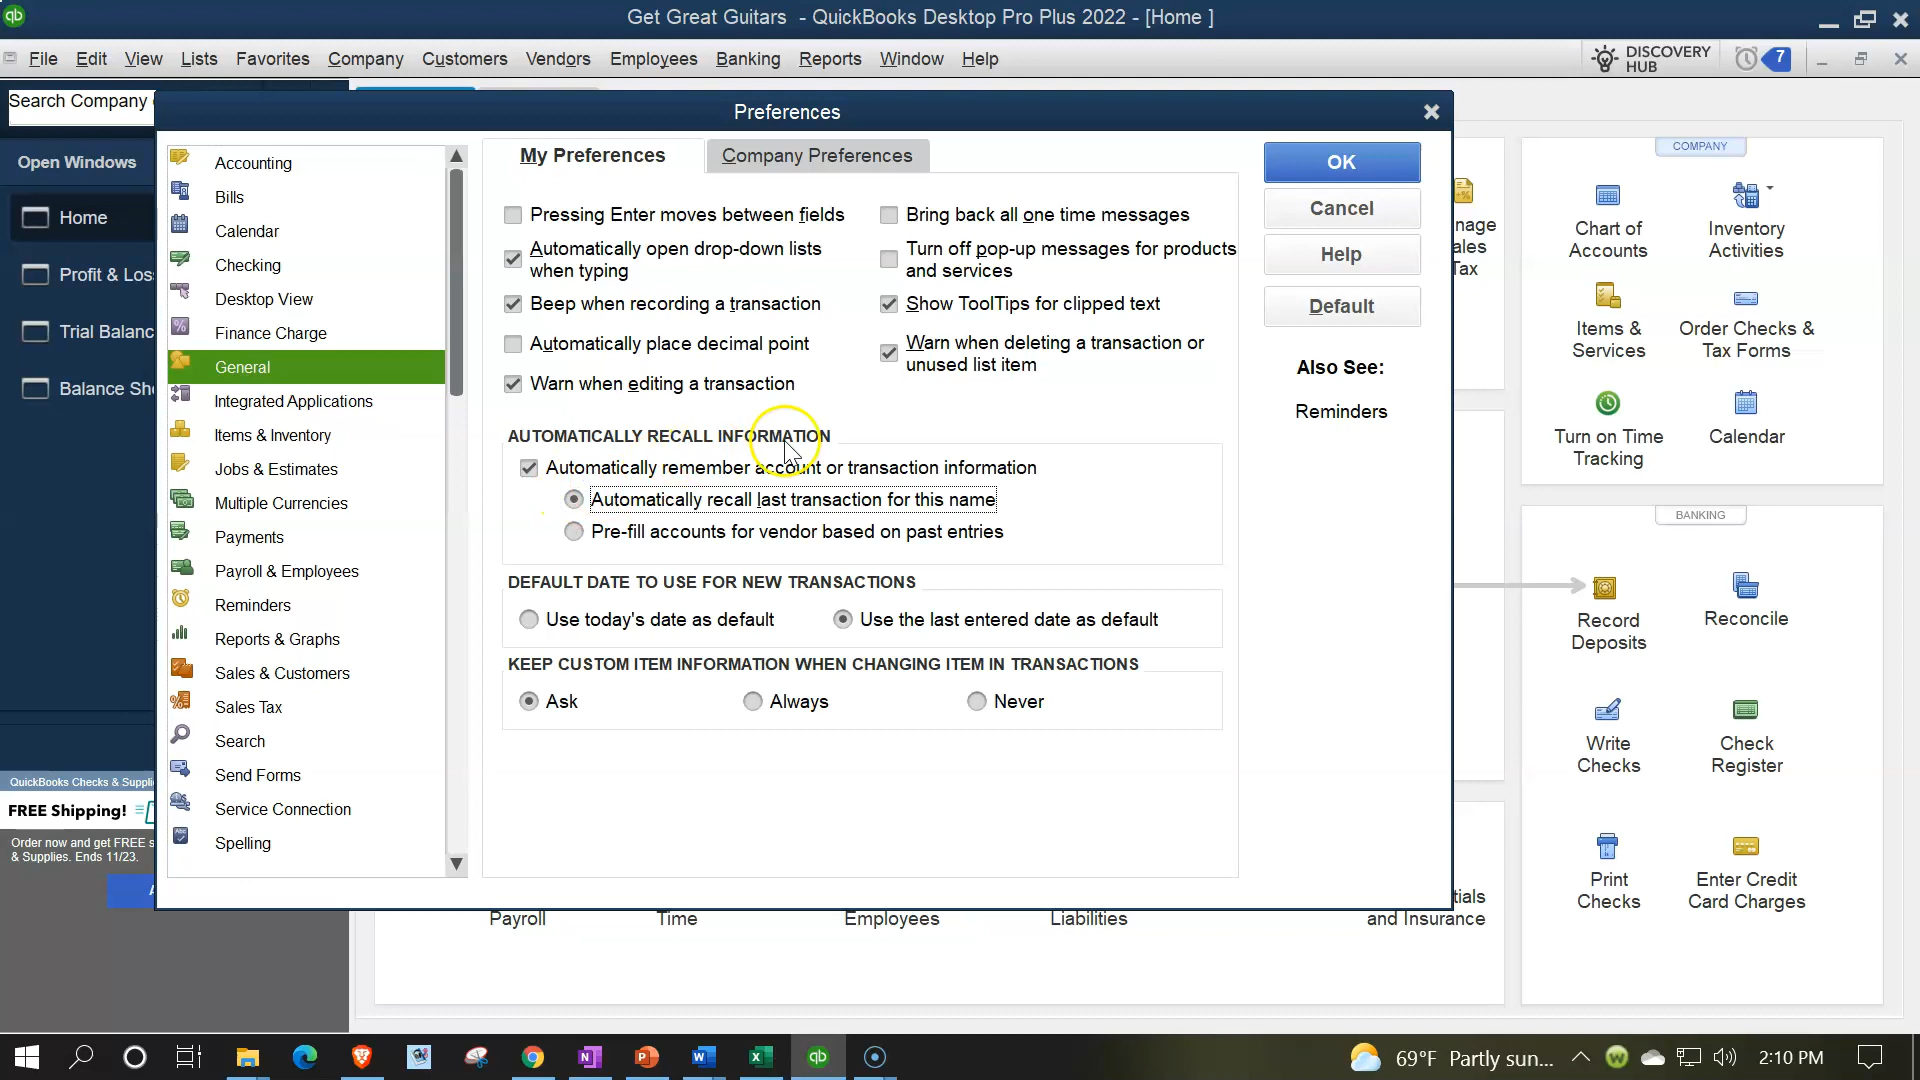 qb
Get Great Guitars - QuickBooks Desktop Pro Plus 2022 - [Home ]
File Edit View Lists Favorites Company Customers Vendors Employees Banking Reports Window Help
DISCOVERY
HUB
7
Search Company
Preferences
Open Windows
Home
Profit & Los
Trial Balanc
Balance She
QuickBooks Checks & Suppli
FREE Shipping!
Order now and get FREE s
& Supplies. Ends 11/23.
Accounting
Bills
Calendar
Checking
Desktop View
Finance Charge
General
Integrated Applications
Items & Inventory
Jobs & Estimates
Multiple Currencies
Payments
Payroll & Employees
Reminders
Reports & Graphs
Sales & Customers
Sales Tax
Search
Send Forms
Service Connection
Spelling
My Preferences Company Preferences
Pressing Enter moves between fields
Automatically open drop-down lists
when typing
Beep when recording a transaction
Automatically place decimal point
Warn when editing a transaction
Bring back all one time messages
Turn off pop-up messages for products
and services
Show ToolTips for clipped text
Warn when deleting a transaction or
unused list item
AUTOMATICALLY RECALL INFORMATION
Automatically remember account or transaction information
Automatically recall last transaction for this name
Pre-fill accounts for vendor based on past entries
DEFAULT DATE TO USE FOR NEW TRANSACTIONS
Use today's date as default Use the last entered date as default
KEEP CUSTOM ITEM INFORMATION WHEN CHANGING ITEM IN TRANSACTIONS
Ask Always Never
OK
Cancel
Help
Default
Also See:
Reminders
nage
ales
Tax
COMPANY
Chart of
Accounts
Inventory
Activities
Items &
Services
Order Checks &
Tax Forms
Turn on Time
Tracking
Calendar
BANKING
Record
Deposits
Reconcile
Write
Checks
Check
Register
Print
Checks
Enter Credit
Card Charges
Payroll
Time
Employees
Liabilities
tials
and Insurance
69°F Partly sun...
2:10 PM